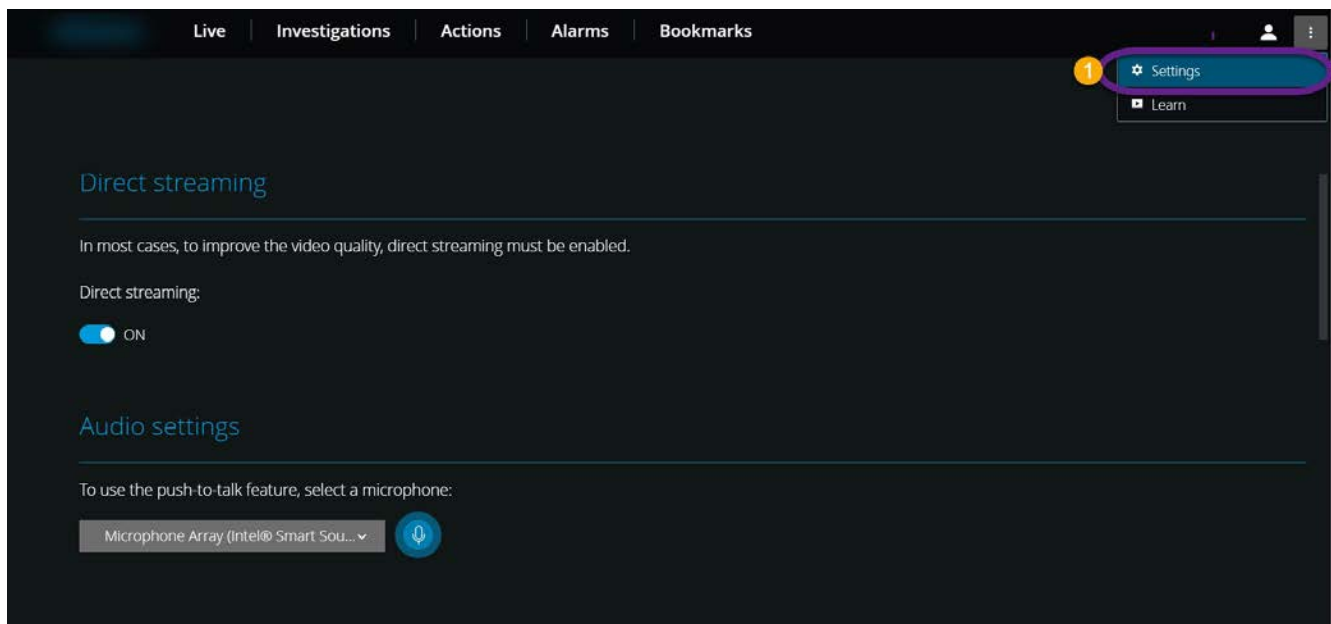 Live Investigations Actions Alarms Bookmarks
1 Settings
Learn
Direct streaming
In most cases, to improve the video quality, direct streaming must be enabled.
Direct streaming:
ON
Audio settings
To use the push-to-talk feature, select a microphone:
Microphone Array (Intel® Smart Sou...